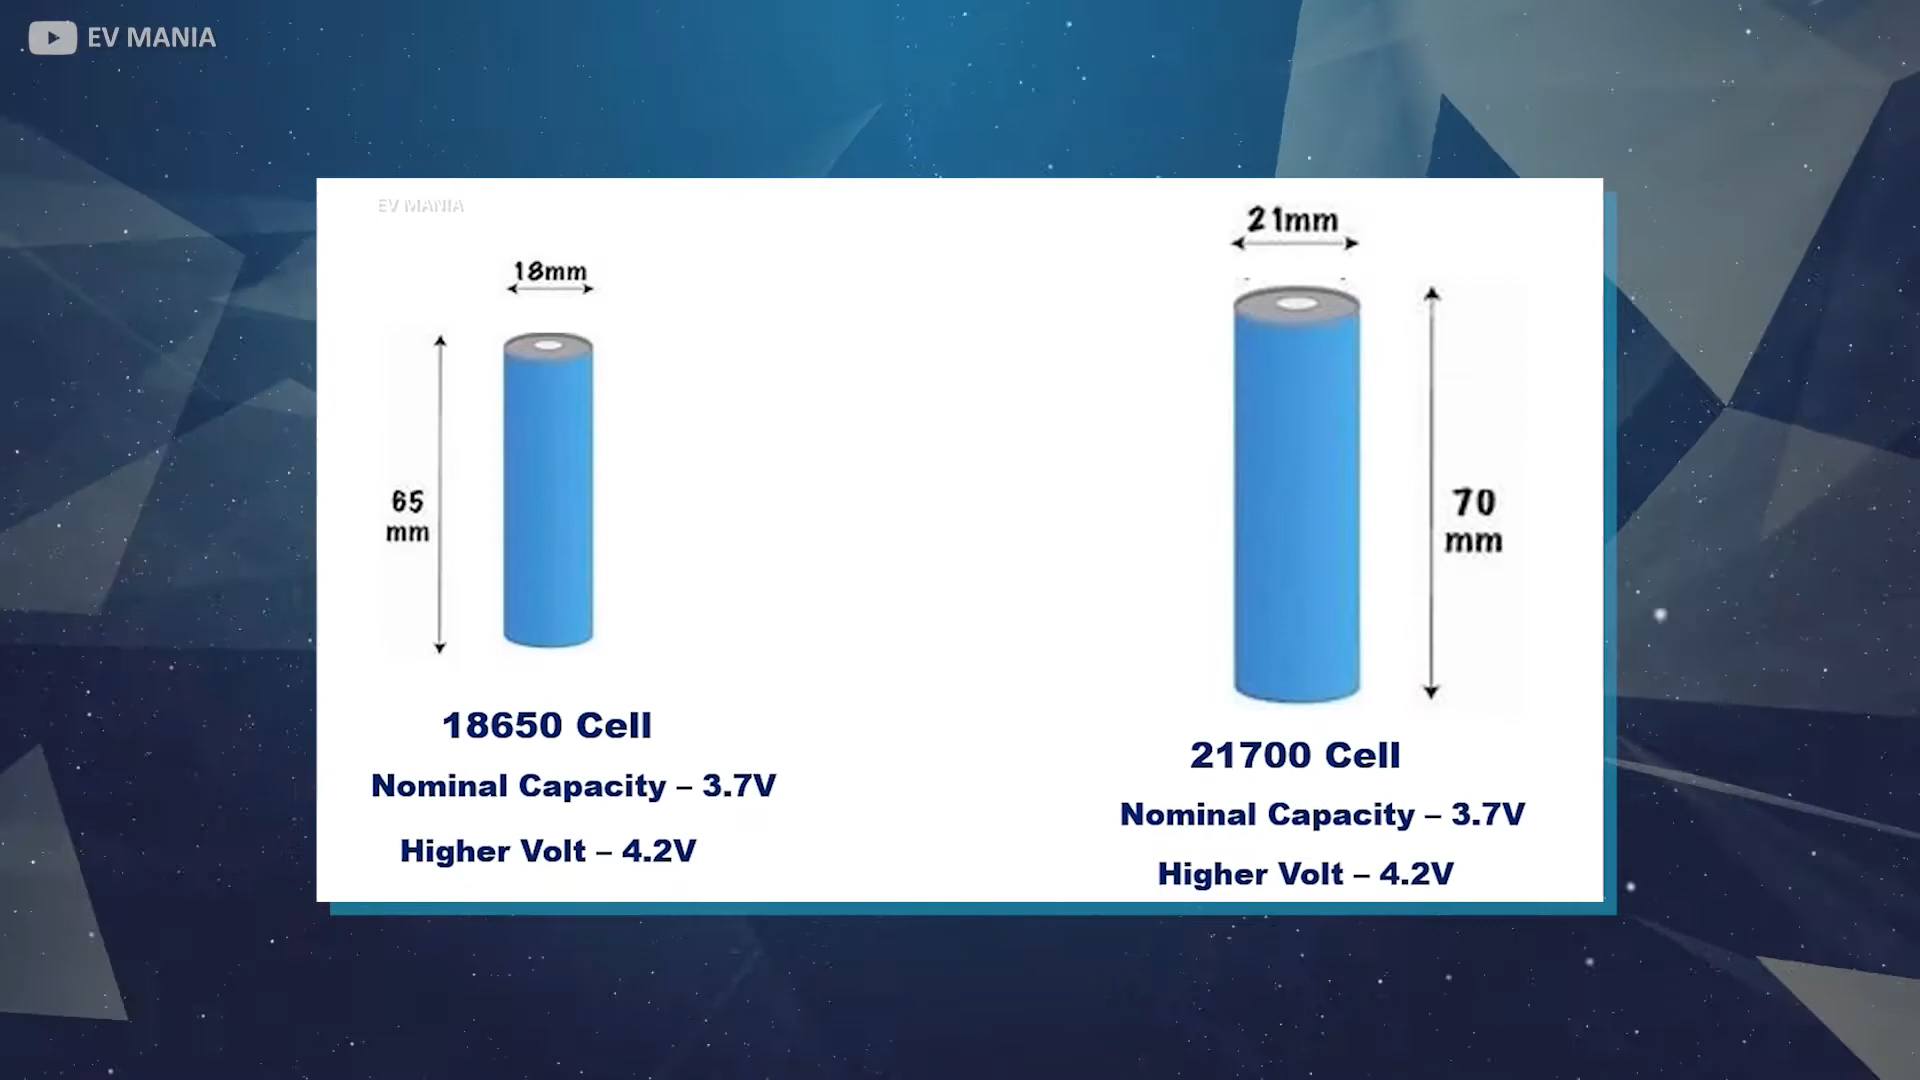 EV MANIA
EV MANIA
18mm
65
mm
18650 Cell
Nominal Capacity – 3.7V
Higher Volt – 4.2V
21mm
70
mm
21700 Cell
Nominal Capacity – 3.7V
Higher Volt – 4.2V